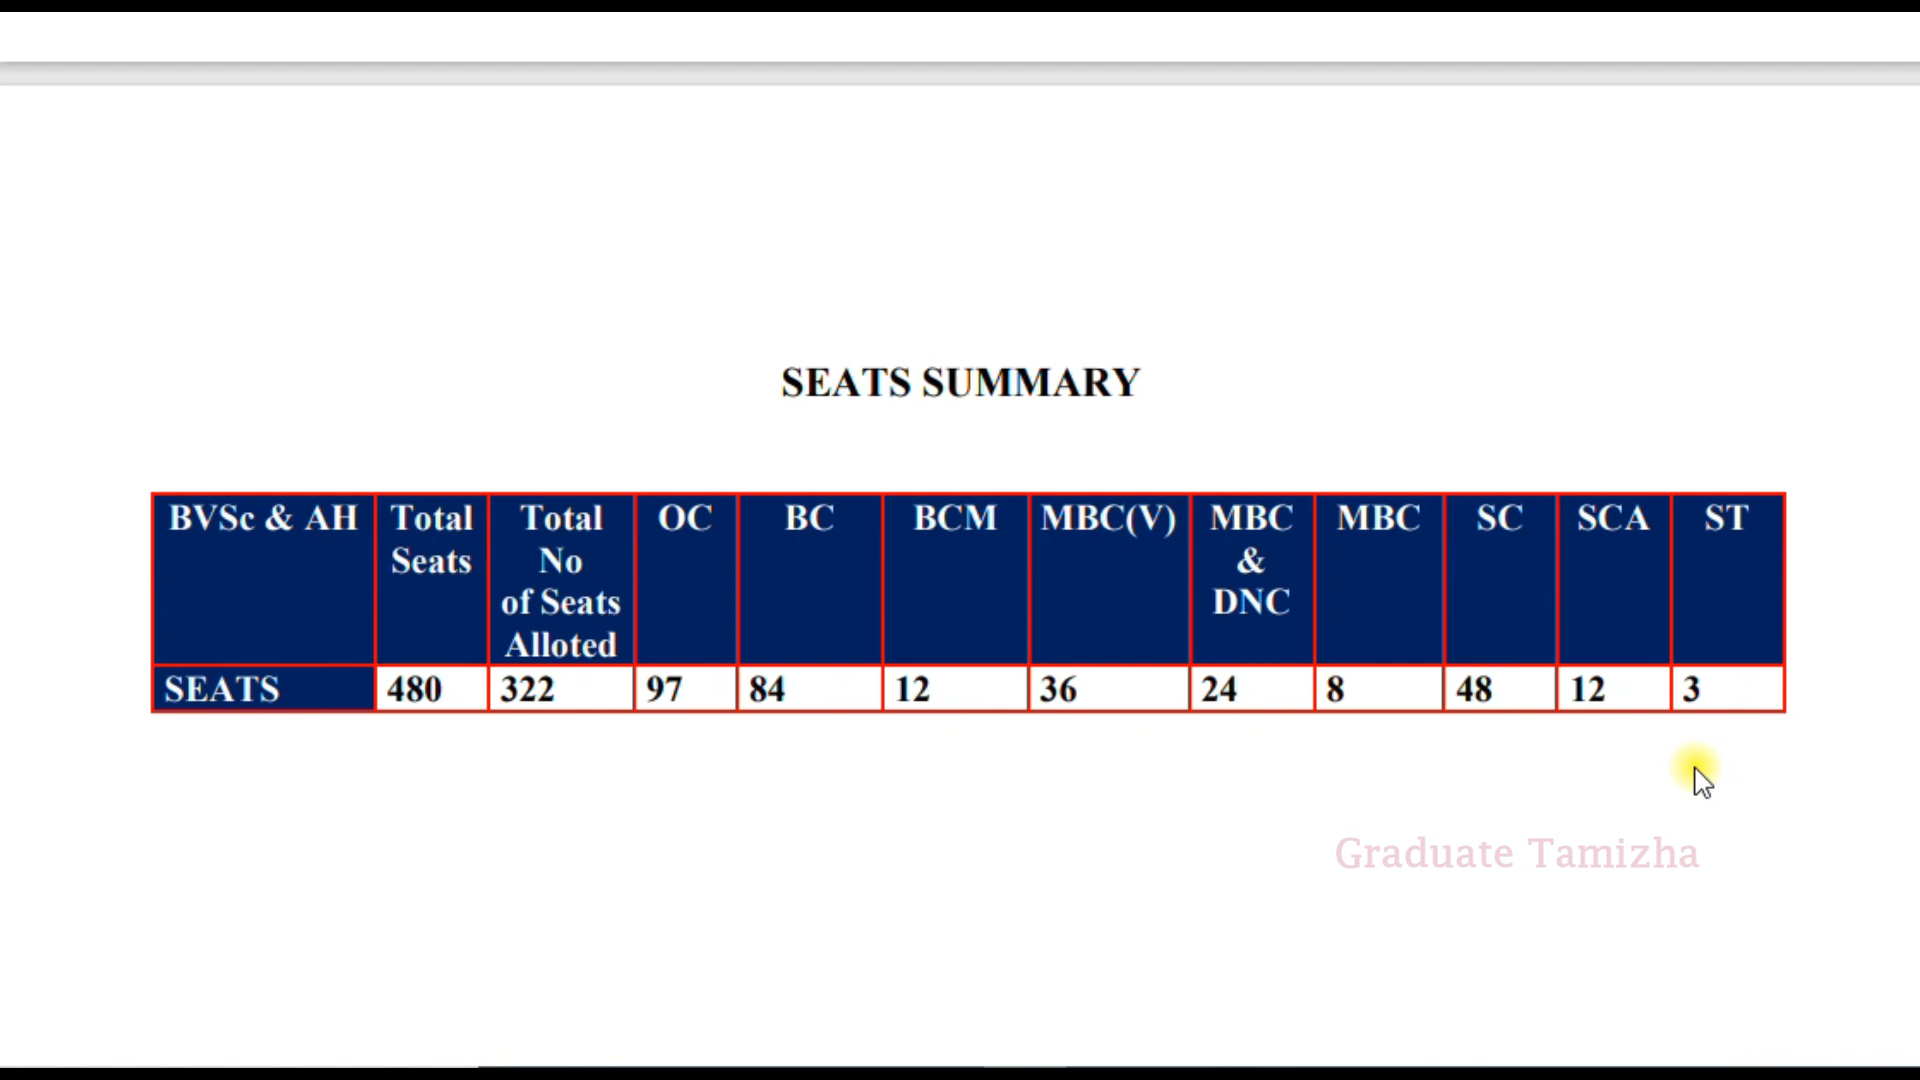 SEATS SUMMARY
BVSc & AH Total Seats Total No of Seats Alloted OC BC BCM MBC(V) MBC & DNC MBC SC SCA ST
SEATS 480 322 97 84 12 36 24 8 48 12 3
Graduate Tamizha